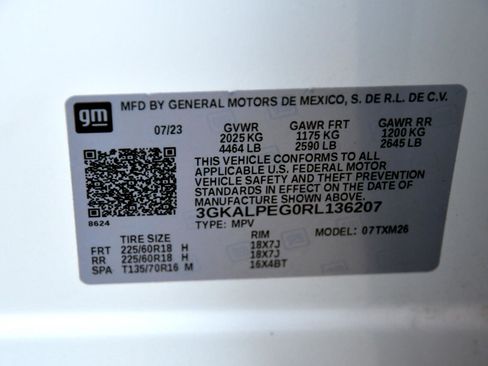 gm
MFD BY GENERAL MOTORS DE MEXICO, S. DE R.L. DE C.V.
07/23 GVWR GAWR FRT GAWR RR
2025 KG 1175 KG 1200 KG
4464 LB 2590 LB 2645 LB
THIS VEHICLE CONFORMS TO ALL
APPLICABLE U.S. FEDERAL MOTOR
VEHICLE SAFETY AND THEFT PREVENTION
STANDARDS IN EFFECT ON THE DATE OF
MANUFACTURE SHOWN ABOVE.
3GKALPEG0RL136207
8624
TYPE: MPV MODEL: 07TXM26
TIRE SIZE RIM
FRT 225/60R18 H 18X7J
RR 225/60R18 H 18X7J
SPA T135/70R16 M 16X4BT